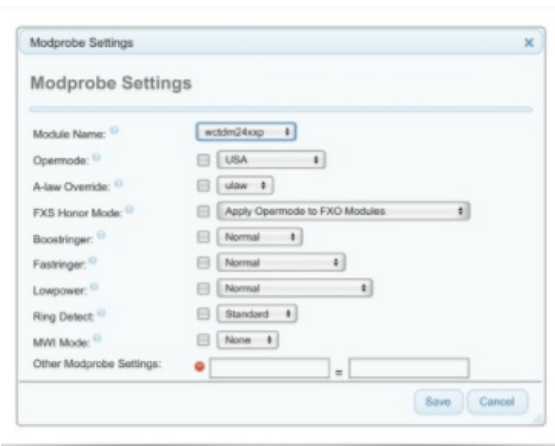 Modprobe Settings
Modprobe Settings
Module Name: wctdm24xxp
Opermode: USA
A-law Override: ulaw
FXS Honor Mode: Apply Opermode to FXO Modules
Boostringer: Normal
Fastringer: Normal
Lowpower: Normal
Ring Detect: Standard
MWI Mode: None
Other Modprobe Settings: =
Save Cancel